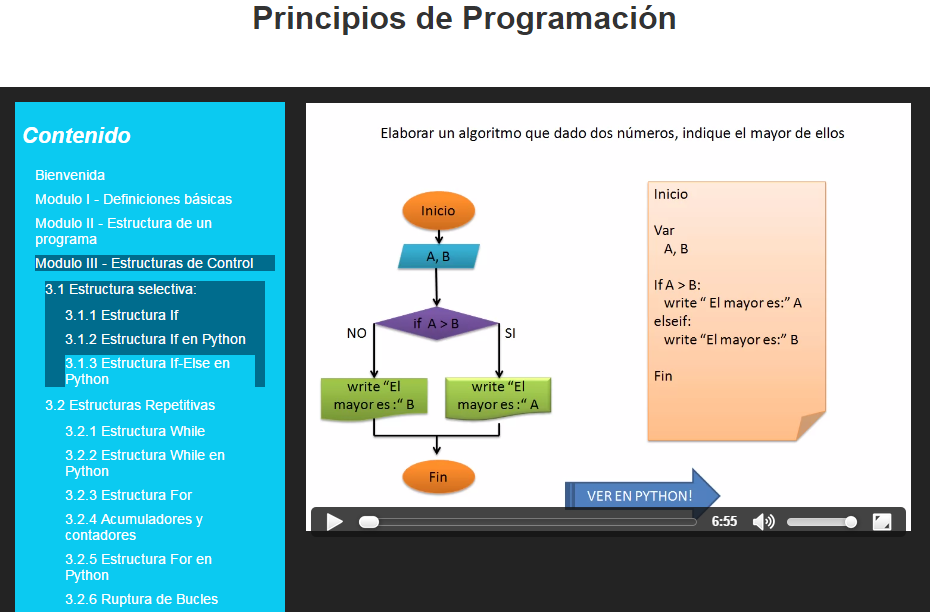 Principios de Programación
Contenido
Bienvenida
Modulo I - Definiciones básicas
Modulo II - Estructura de un
programa
Modulo III - Estructuras de Control
3.1 Estructura selectiva:
3.1.1 Estructura If
3.1.2 Estructura If en Python
3.1.3 Estructura If-Else en
Python
3.2 Estructuras Repetitivas
3.2.1 Estructura While
3.2.2 Estructura While en
Python
3.2.3 Estructura For
3.2.4 Acumuladores y
contadores
3.2.5 Estructura For en
Python
3.2.6 Ruptura de Bucles
Elaborar un algoritmo que dado dos números, indique el mayor de ellos
Inicio
A, B
if A > B
NO
SI
write “El
mayor es :“ B
write “El
mayor es :“ A
Fin
Inicio
Var
A, B
If A > B:
write “ El mayor es:” A
elseif:
write “El mayor es:” B
Fin
VER EN PYTHON!
6:55